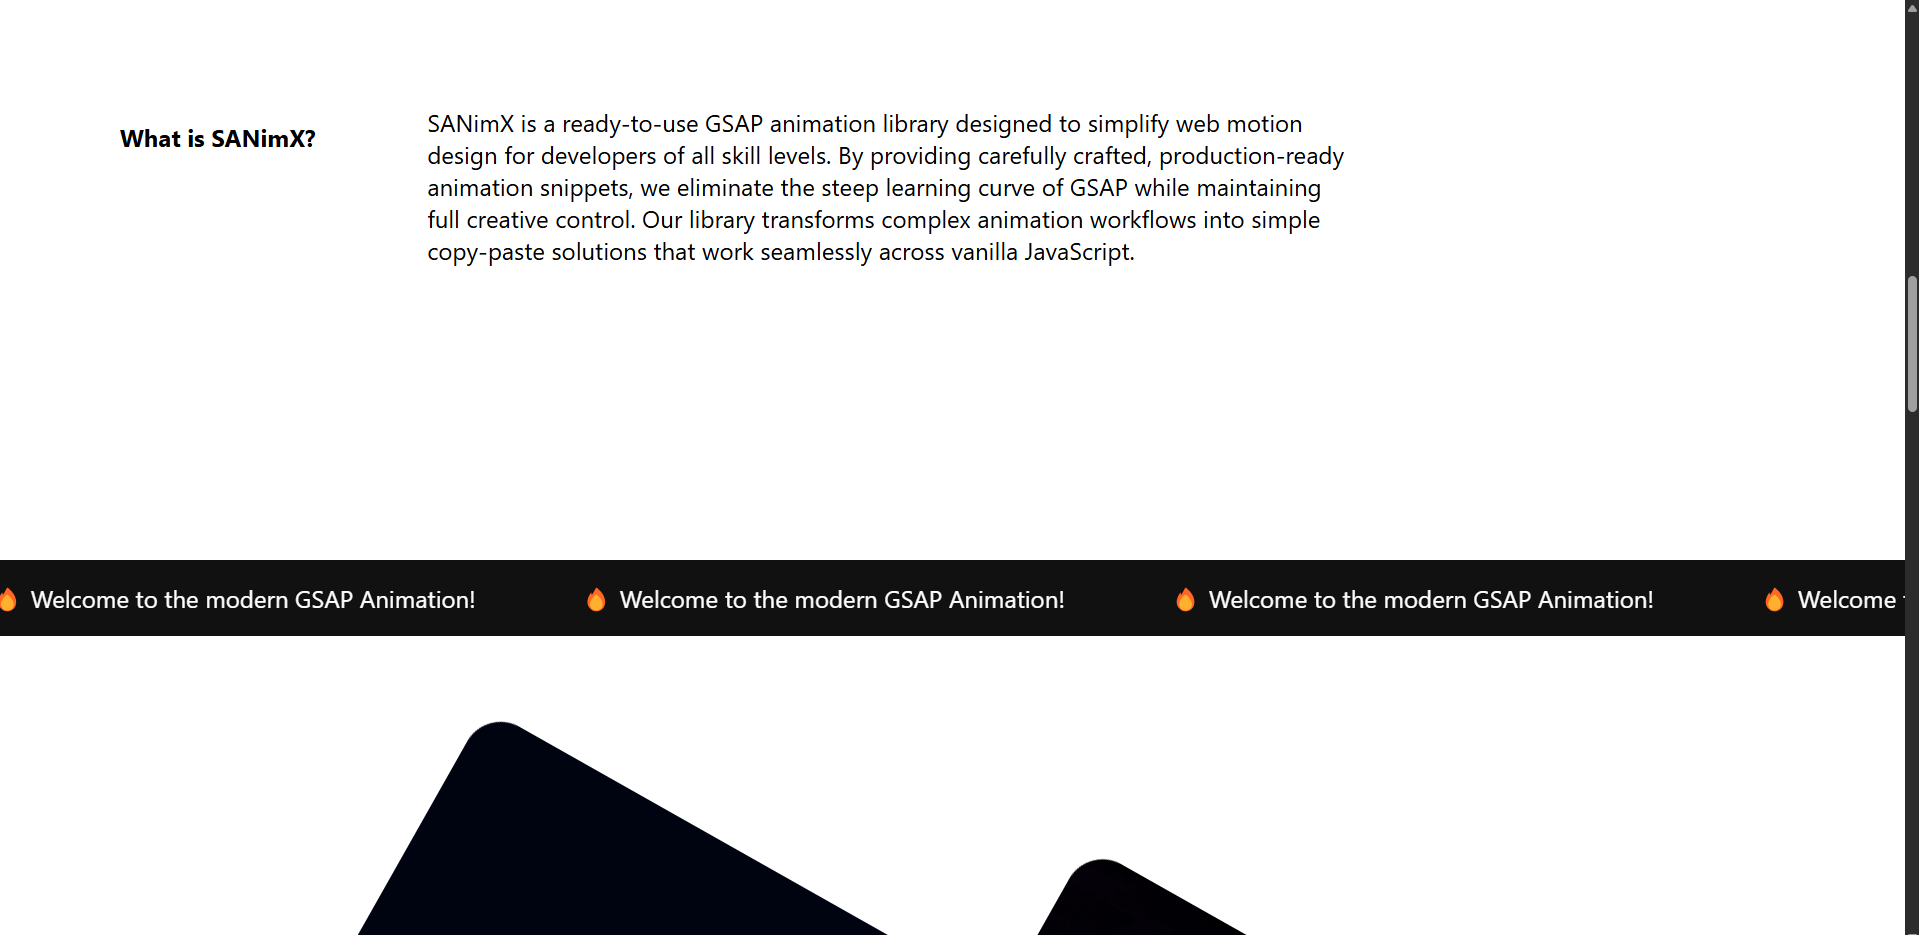 What is SANimX?
SANimX is a ready-to-use GSAP animation library designed to simplify web motion
design for developers of all skill levels. By providing carefully crafted, production-ready
animation snippets, we eliminate the steep learning curve of GSAP while maintaining
full creative control. Our library transforms complex animation workflows into simple
copy-paste solutions that work seamlessly across vanilla JavaScript.
🔥 Welcome to the modern GSAP Animation! 🔥 Welcome to the modern GSAP Animation! 🔥 Welcome to the modern GSAP Animation! 🔥 Welcome